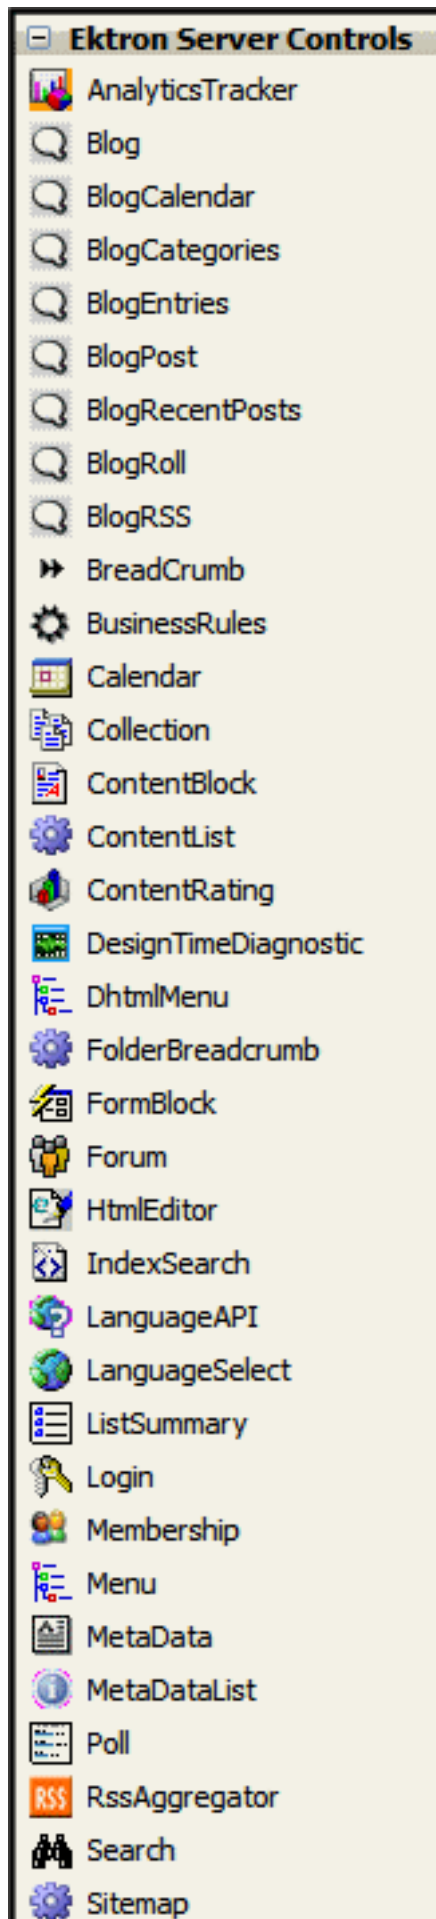 Ektron Server Controls
AnalyticsTracker
Blog
BlogCalendar
BlogCategories
BlogEntries
BlogPost
BlogRecentPosts
BlogRoll
BlogRSS
BreadCrumb
BusinessRules
Calendar
Collection
ContentBlock
ContentList
ContentRating
DesignTimeDiagnostic
DhtmlMenu
FolderBreadcrumb
FormBlock
Forum
HtmlEditor
IndexSearch
LanguageAPI
LanguageSelect
ListSummary
Login
Membership
Menu
MetaData
MetaDataList
Poll
RSS RssAggregator
Search
Sitemap